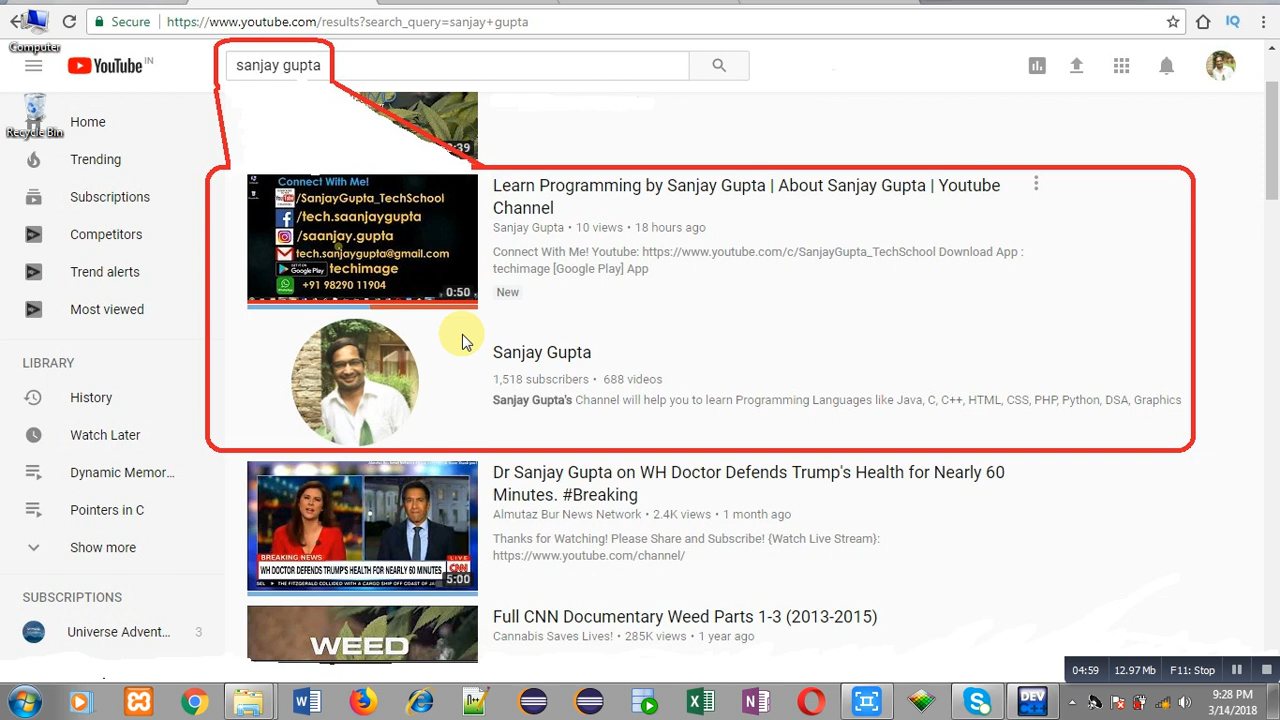 Secure
https://www.youtube.com/results?search_query=sanjay+gupta
IQ
Computer
YouTube IN
sanjay gupta
Recycle Bin
Home
Trending
Subscriptions
Competitors
Trend alerts
Most viewed
LIBRARY
History
Watch Later
Dynamic Memor...
Pointers in C
Show more
SUBSCRIPTIONS
Universe Advent...
3
:39
Connect With Me!
/SanjayGupta_TechSchool
/tech.saanjaygupta
/saanjay.gupta
tech.sanjaygupta@gmail.com
Google Play techimage
+91 98290 11904
0:50
Learn Programming by Sanjay Gupta | About Sanjay Gupta | Youtube
Channel
Sanjay Gupta • 10 views • 18 hours ago
Connect With Me! Youtube: https://www.youtube.com/c/SanjayGupta_TechSchool Download App :
techimage [Google Play] App
New
Sanjay Gupta
1,518 subscribers • 688 videos
Sanjay Gupta's Channel will help you to learn Programming Languages like Java, C, C++, HTML, CSS, PHP, Python, DSA, Graphics
BREAKING NEWS
LIVE
WH DOCTOR DEFENDS TRUMP'S HEALTH FOR NEARLY 60 MINUTES
CNN
5:00
Dr Sanjay Gupta on WH Doctor Defends Trump's Health for Nearly 60
Minutes. #Breaking
Almutaz Bur News Network • 2.4K views • 1 month ago
Thanks for Watching! Please Share and Subscribe! {Watch Live Stream}:
https://www.youtube.com/channel/
WEED
Full CNN Documentary Weed Parts 1-3 (2013-2015)
Cannabis Saves Lives! • 285K views • 1 year ago
04:59
12.97 Mb
F11: Stop
DEV
9:28 PM
3/14/2018